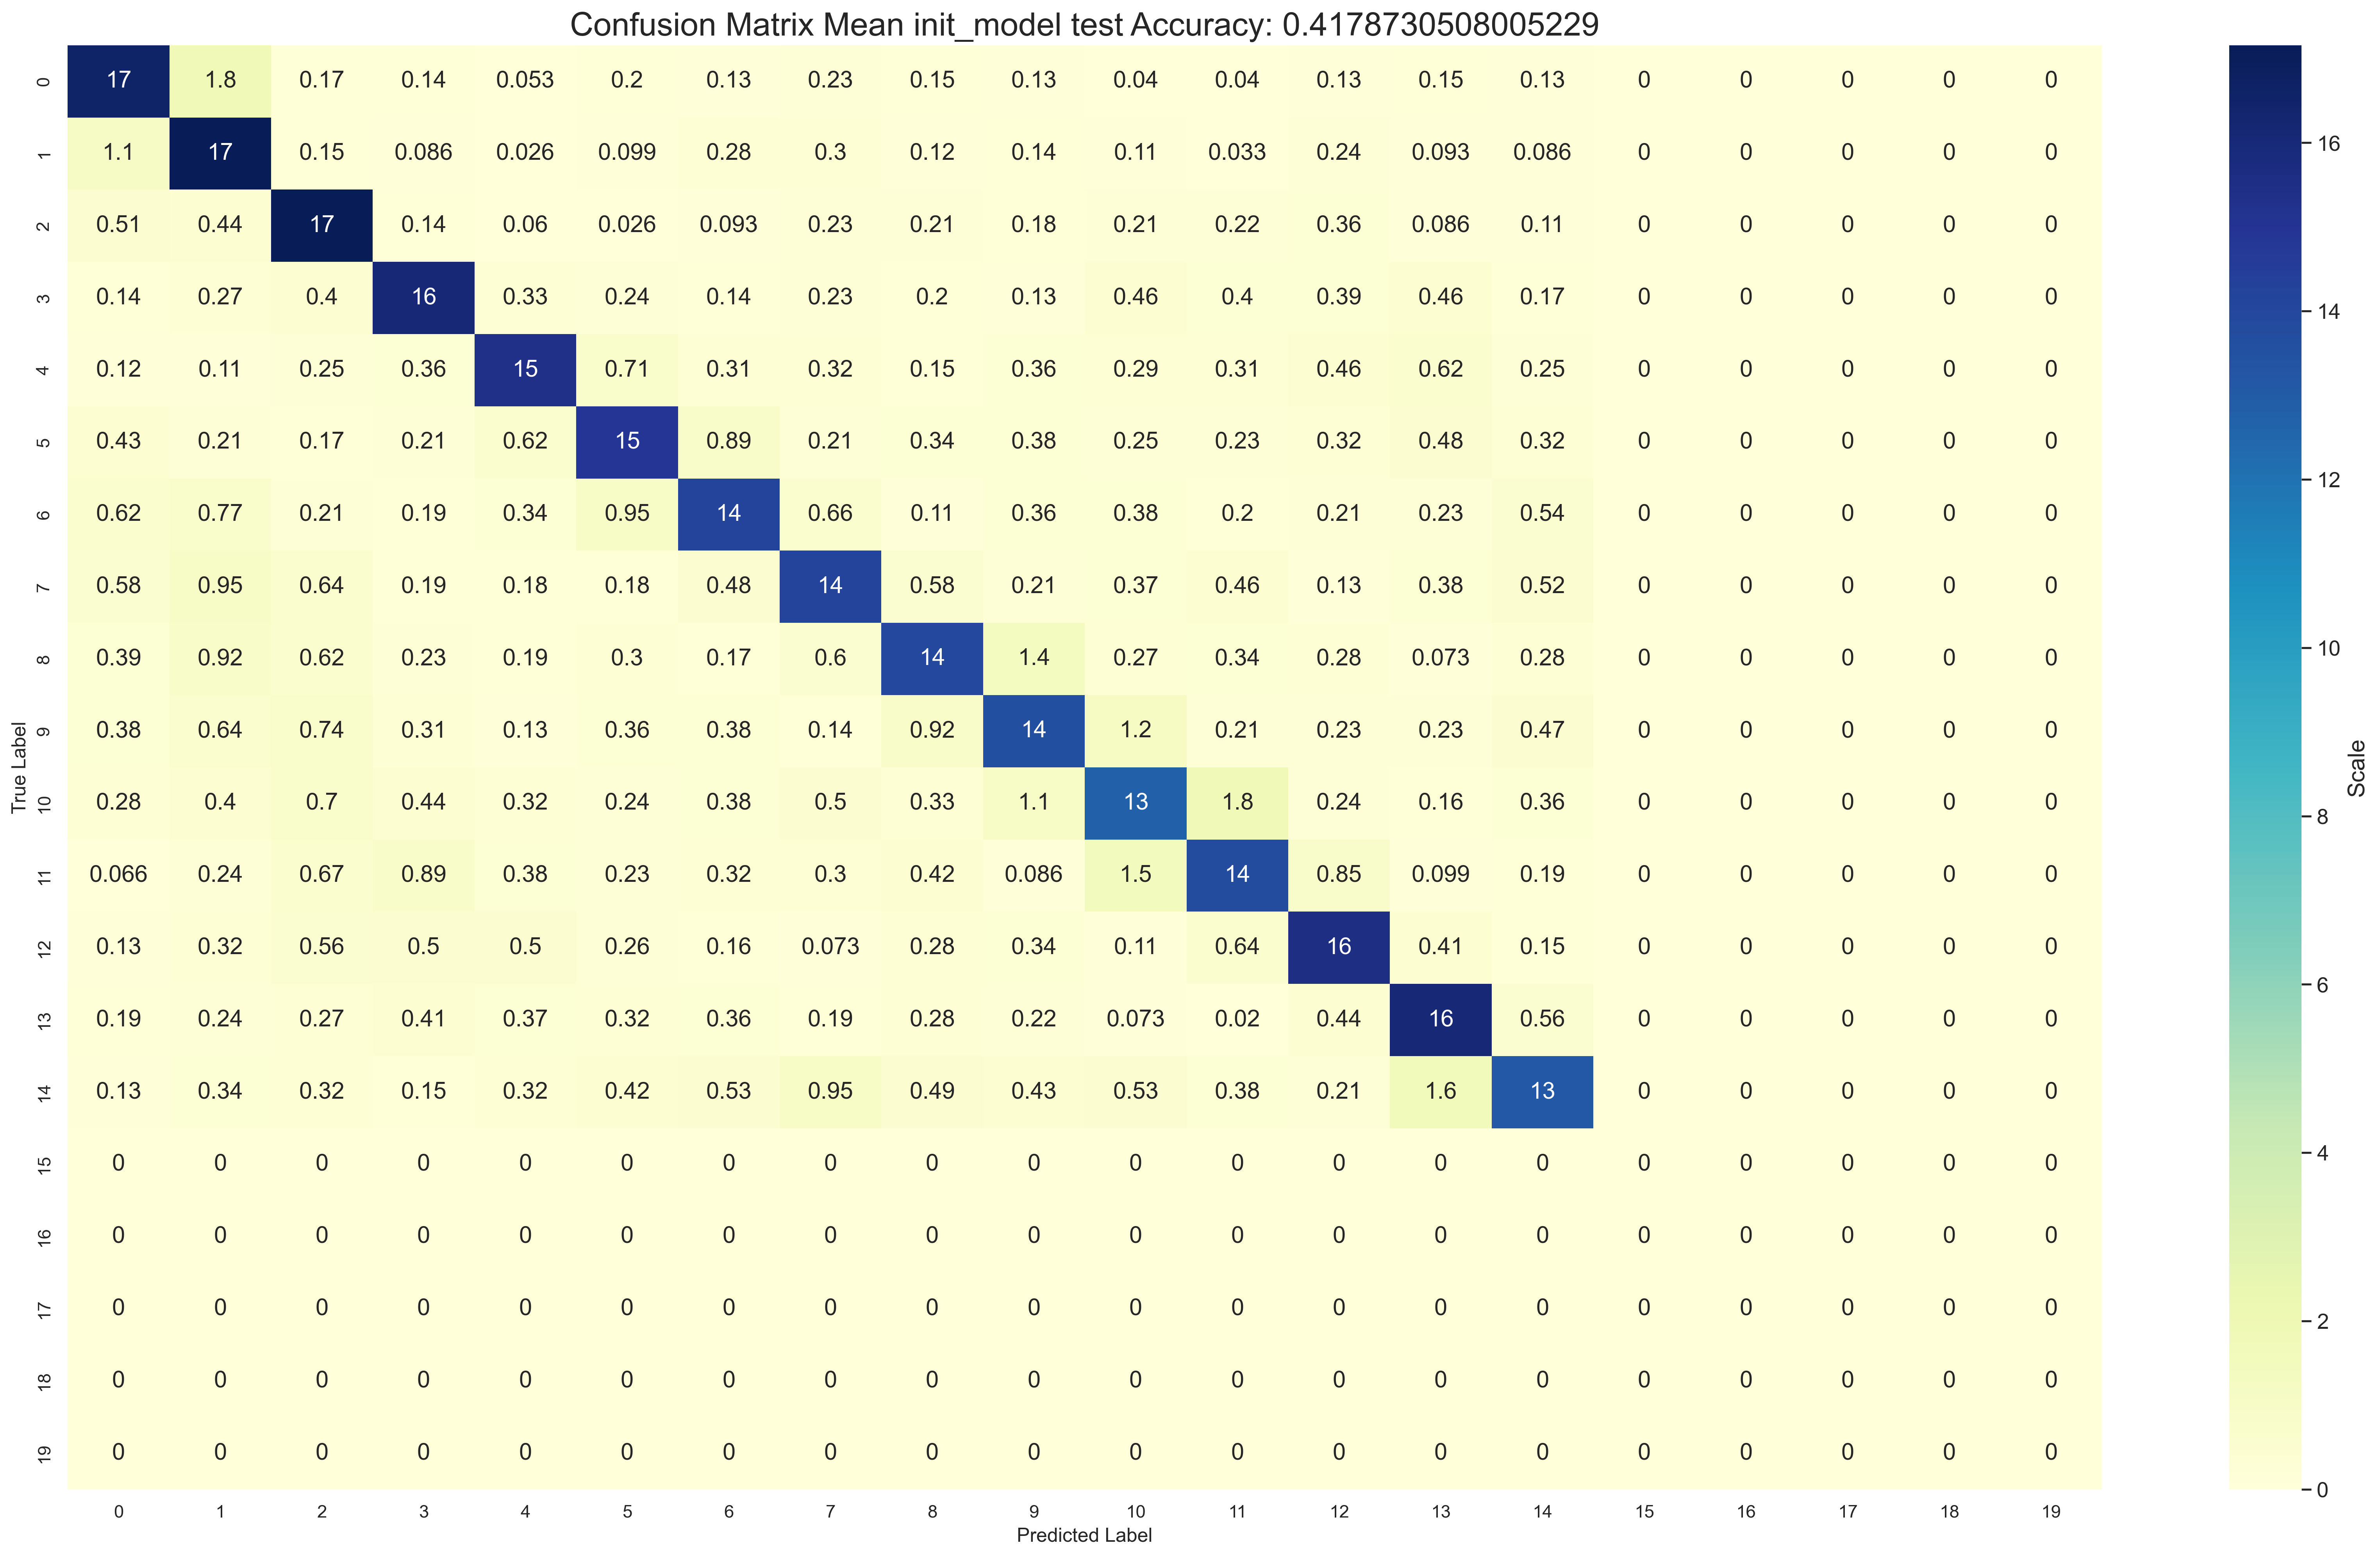 Confusion Matrix Mean init_model test Accuracy: 0.4178730508005229
0 17 1.8 0.17 0.14 0.053 0.2 0.13 0.23 0.15 0.13 0.04 0.04 0.13 0.15 0.13 0 0 0 0 0
1 1.1 17 0.15 0.086 0.026 0.099 0.28 0.3 0.12 0.14 0.11 0.033 0.24 0.093 0.086 0 0 0 0 0
2 0.51 0.44 17 0.14 0.06 0.026 0.093 0.23 0.21 0.18 0.21 0.22 0.36 0.086 0.11 0 0 0 0 0
3 0.14 0.27 0.4 16 0.33 0.24 0.14 0.23 0.2 0.13 0.46 0.4 0.39 0.46 0.17 0 0 0 0 0
4 0.12 0.11 0.25 0.36 15 0.71 0.31 0.32 0.15 0.36 0.29 0.31 0.46 0.62 0.25 0 0 0 0 0
5 0.43 0.21 0.17 0.21 0.62 15 0.89 0.21 0.34 0.38 0.25 0.23 0.32 0.48 0.32 0 0 0 0 0
6 0.62 0.77 0.21 0.19 0.34 0.95 14 0.66 0.11 0.36 0.38 0.2 0.21 0.23 0.54 0 0 0 0 0
7 0.58 0.95 0.64 0.19 0.18 0.18 0.48 14 0.58 0.21 0.37 0.46 0.13 0.38 0.52 0 0 0 0 0
8 0.39 0.92 0.62 0.23 0.19 0.3 0.17 0.6 14 1.4 0.27 0.34 0.28 0.073 0.28 0 0 0 0 0
9 0.38 0.64 0.74 0.31 0.13 0.36 0.38 0.14 0.92 14 1.2 0.21 0.23 0.23 0.47 0 0 0 0 0
10 0.28 0.4 0.7 0.44 0.32 0.24 0.38 0.5 0.33 1.1 13 1.8 0.24 0.16 0.36 0 0 0 0 0
11 0.066 0.24 0.67 0.89 0.38 0.23 0.32 0.3 0.42 0.086 1.5 14 0.85 0.099 0.19 0 0 0 0 0
12 0.13 0.32 0.56 0.5 0.5 0.26 0.16 0.073 0.28 0.34 0.11 0.64 16 0.41 0.15 0 0 0 0 0
13 0.19 0.24 0.27 0.41 0.37 0.32 0.36 0.19 0.28 0.22 0.073 0.02 0.44 16 0.56 0 0 0 0 0
14 0.13 0.34 0.32 0.15 0.32 0.42 0.53 0.95 0.49 0.43 0.53 0.38 0.21 1.6 13 0 0 0 0 0
15 0 0 0 0 0 0 0 0 0 0 0 0 0 0 0 0 0 0 0 0
16 0 0 0 0 0 0 0 0 0 0 0 0 0 0 0 0 0 0 0 0
17 0 0 0 0 0 0 0 0 0 0 0 0 0 0 0 0 0 0 0 0
18 0 0 0 0 0 0 0 0 0 0 0 0 0 0 0 0 0 0 0 0
19 0 0 0 0 0 0 0 0 0 0 0 0 0 0 0 0 0 0 0 0
0 1 2 3 4 5 6 7 8 9 10 11 12 13 14 15 16 17 18 19
Predicted Label
True Label
16
14
12
10
8
6
4
2
0
Scale